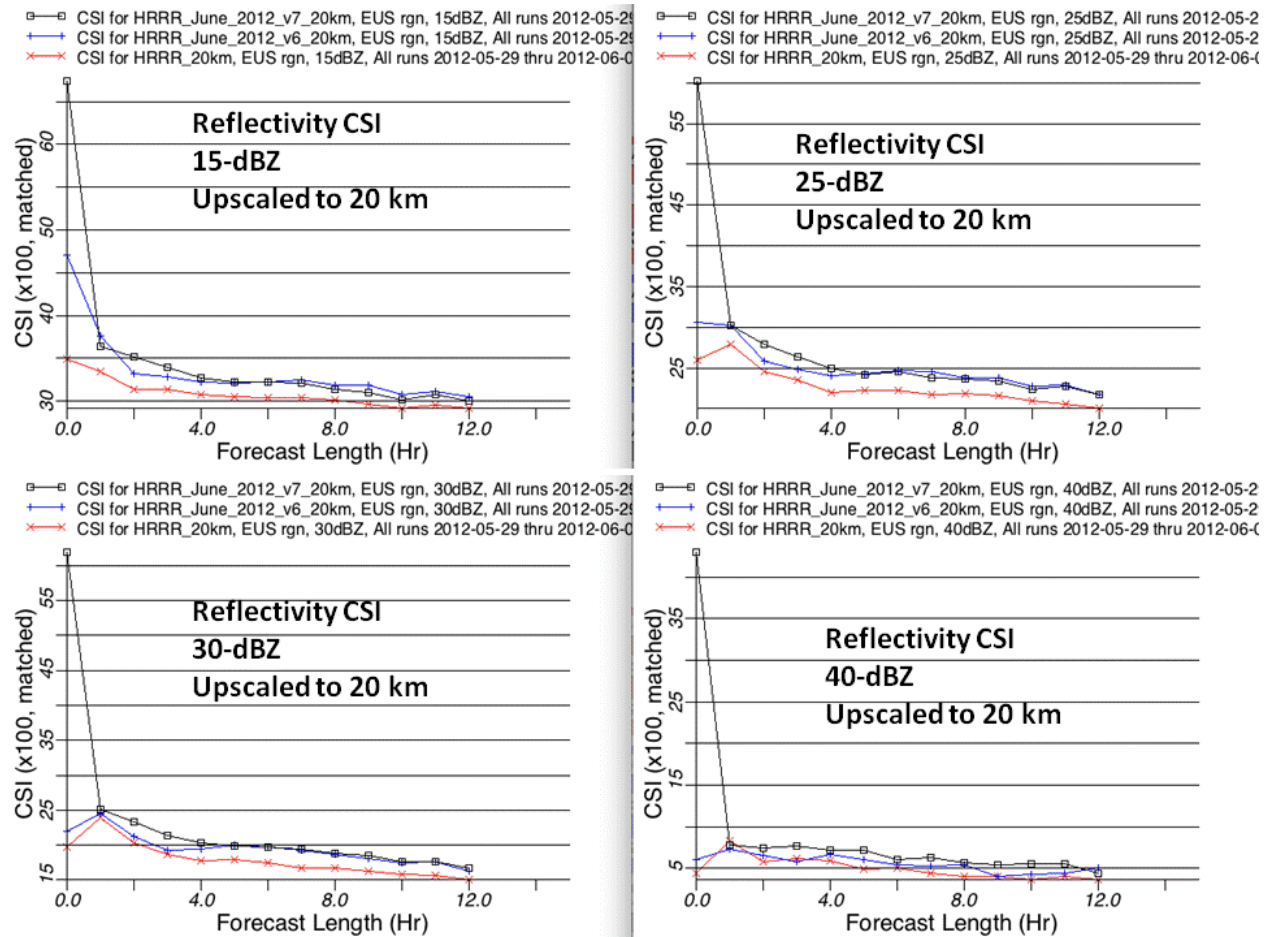 CSI for HRRR_June_2012_v7_20km, EUS rgn, 15dBZ, All runs 2012-05-29
CSI for HRRR_June_2012_v6_20km, EUS rgn, 15dBZ, All runs 2012-05-29
CSI for HRRR_20km, EUS rgn, 15dBZ, All runs 2012-05-29 thru 2012-06-0
Reflectivity CSI
15-dBZ
Upscaled to 20 km
CSI (x100, matched)
60
50
40
30
0.0 4.0 8.0 12.0
Forecast Length (Hr)
CSI for HRRR_June_2012_v7_20km, EUS rgn, 25dBZ, All runs 2012-05-2
CSI for HRRR_June_2012_v6_20km, EUS rgn, 25dBZ, All runs 2012-05-2
CSI for HRRR_20km, EUS rgn, 25dBZ, All runs 2012-05-29 thru 2012-06-0
Reflectivity CSI
25-dBZ
Upscaled to 20 km
CSI (x100, matched)
55
45
35
25
0.0 4.0 8.0 12.0
Forecast Length (Hr)
CSI for HRRR_June_2012_v7_20km, EUS rgn, 30dBZ, All runs 2012-05-29
CSI for HRRR_June_2012_v6_20km, EUS rgn, 30dBZ, All runs 2012-05-29
CSI for HRRR_20km, EUS rgn, 30dBZ, All runs 2012-05-29 thru 2012-06-0
Reflectivity CSI
30-dBZ
Upscaled to 20 km
CSI (x100, matched)
55
45
35
25
15
0.0 4.0 8.0 12.0
Forecast Length (Hr)
CSI for HRRR_June_2012_v7_20km, EUS rgn, 40dBZ, All runs 2012-05-2
CSI for HRRR_June_2012_v6_20km, EUS rgn, 40dBZ, All runs 2012-05-2
CSI for HRRR_20km, EUS rgn, 40dBZ, All runs 2012-05-29 thru 2012-06-0
Reflectivity CSI
40-dBZ
Upscaled to 20 km
CSI (x100, matched)
35
25
15
5
0.0 4.0 8.0 12.0
Forecast Length (Hr)